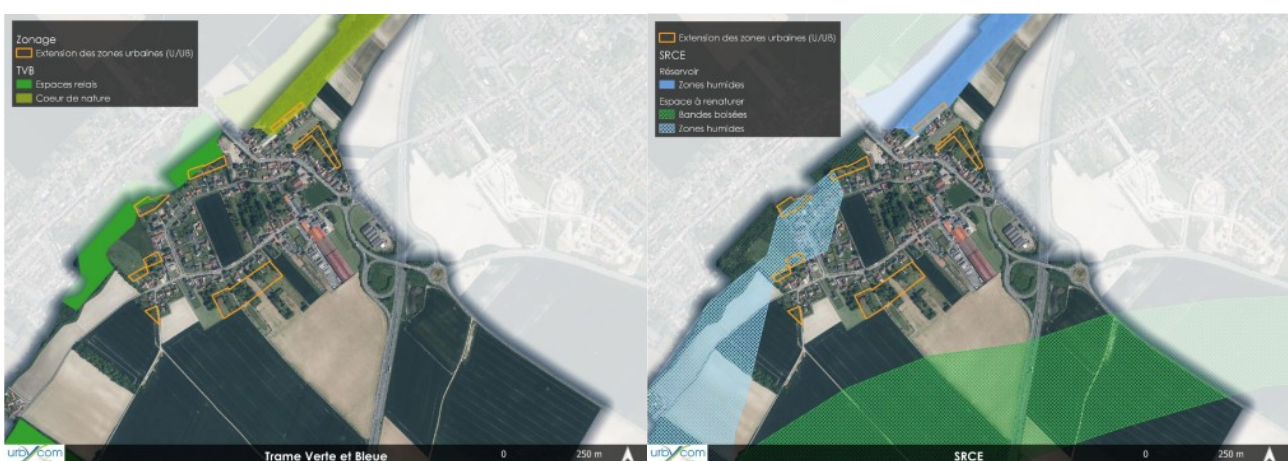 Zonage
Extension des zones urbaines (U/UB)
TVB
Espaces relais
Coeur de nature
urbycom
Trame Verte et Bleue
0 250 m
Extension des zones urbaines (U/UB)
SRCE
Réservoir
Zones humides
Espace à renaturer
Bandes boisées
Zones humides
urbycom
SRCE
0 250 m